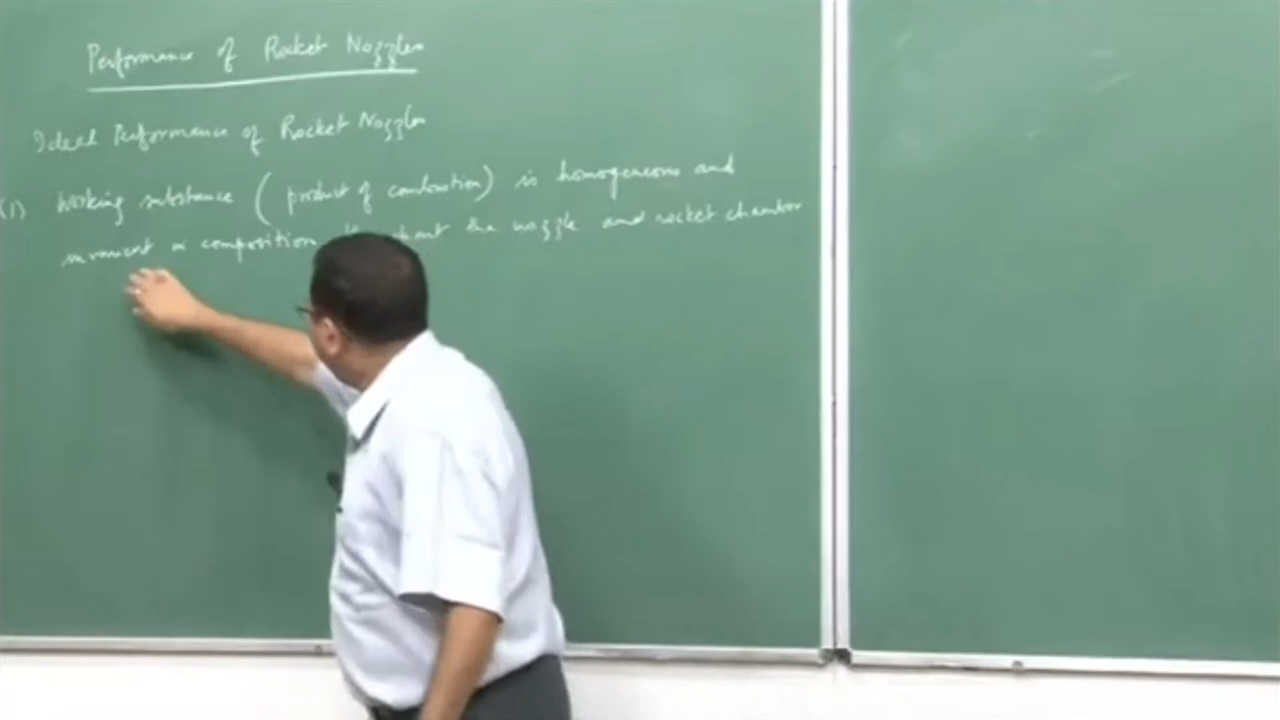 Performance of Rocket Nozzles
Ideal Performance of Rocket Nozzles
(1) Working substance (product of combustion) is homogeneous and
invariant in composition the nozzle and rocket chamber